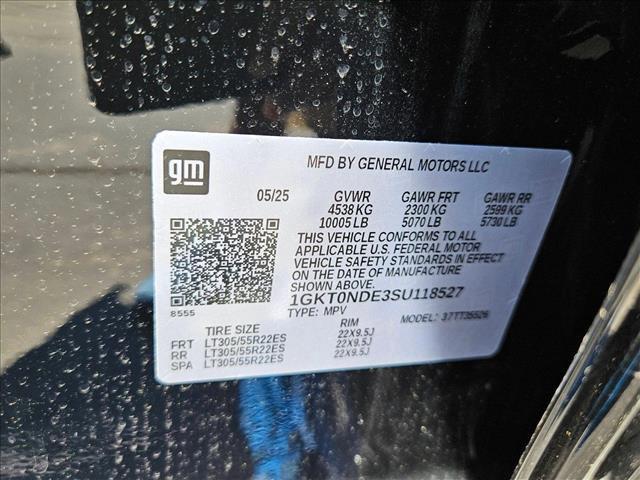 gm
MFD BY GENERAL MOTORS LLC
05/25 GVWR GAWR FRT GAWR RR
4538 KG 2300 KG 2599 KG
10005 LB 5070 LB 5730 LB
THIS VEHICLE CONFORMS TO ALL
APPLICABLE U.S. FEDERAL MOTOR
VEHICLE SAFETY STANDARDS IN EFFECT
ON THE DATE OF MANUFACTURE
SHOWN ABOVE.
8555 1GKT0NDE3SU118527
TYPE: MPV MODEL: 37TT35526
TIRE SIZE RIM
FRT LT305/55R22ES 22X9.5J
RR LT305/55R22ES 22X9.5J
SPA LT305/55R22ES 22X9.5J